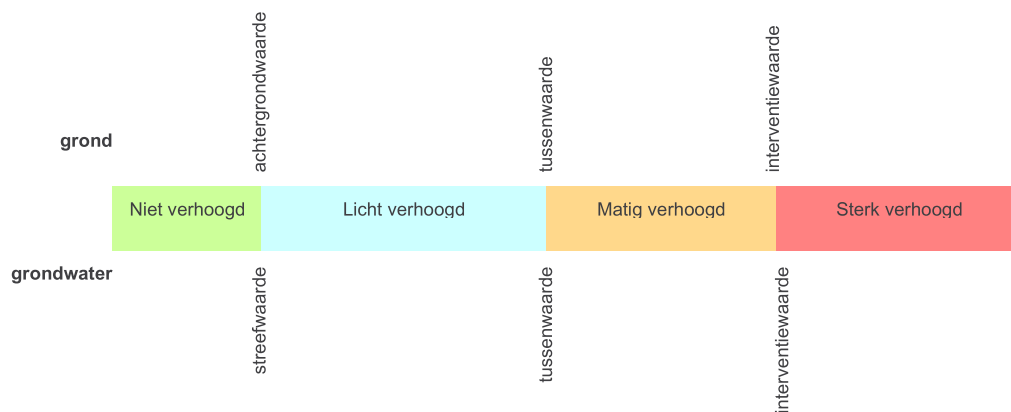 achtergrondwaarde
tussenwaarde
interventiewaarde
grond
Niet verhoogd
Licht verhoogd
Matig verhoogd
Sterk verhoogd
grondwater
streefwaarde
tussenwaarde
interventiewaarde